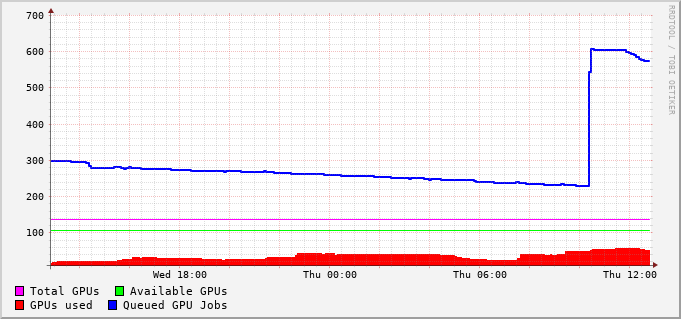 700
600
500
400
300
200
100
Wed 18:00 Thu 00:00 Thu 06:00 Thu 12:00
Total GPUs Available GPUs
GPUs used Queued GPU Jobs
RRDTOOL / TOBI OETIKER